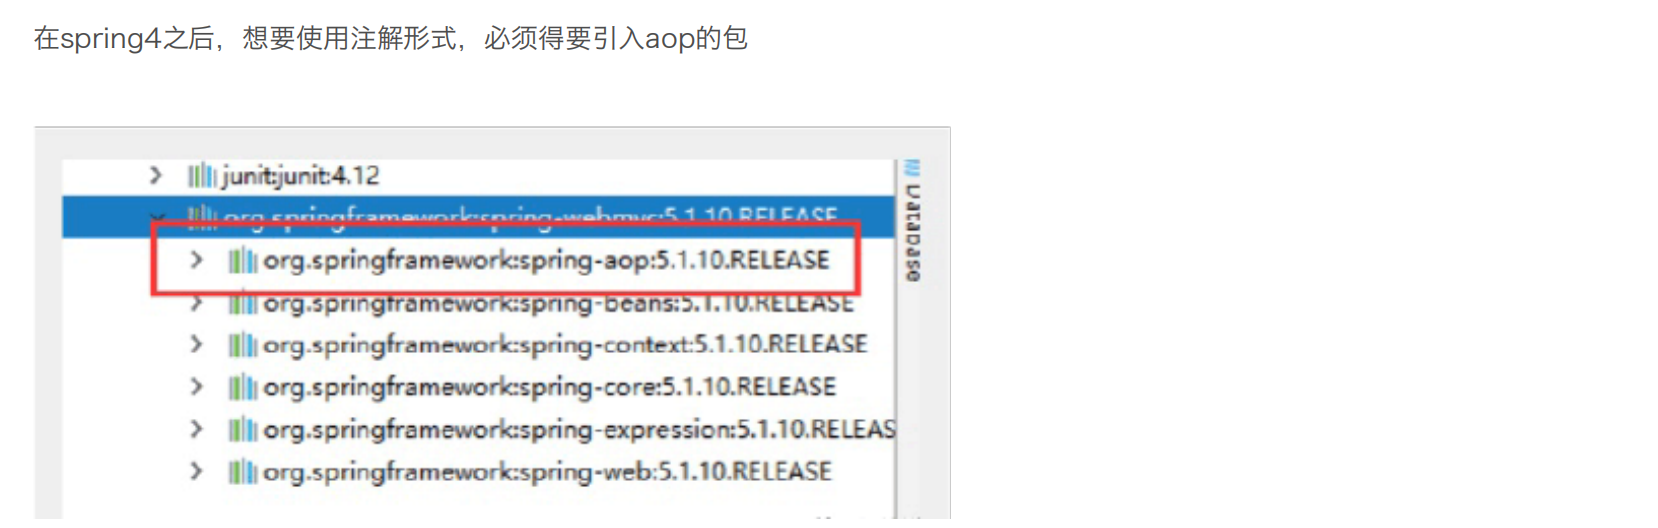 在spring4之后，想要使用注解形式，必须得要引入aop的包
junit:junit:4.12
org.springframework:spring-webmvc:5.1.10.RELEASE
org.springframework:spring-aop:5.1.10.RELEASE
org.springframework:spring-beans:5.1.10.RELEASE
org.springframework:spring-context:5.1.10.RELEASE
org.springframework:spring-core:5.1.10.RELEASE
org.springframework:spring-expression:5.1.10.RELEAS
org.springframework:spring-web:5.1.10.RELEASE
Database